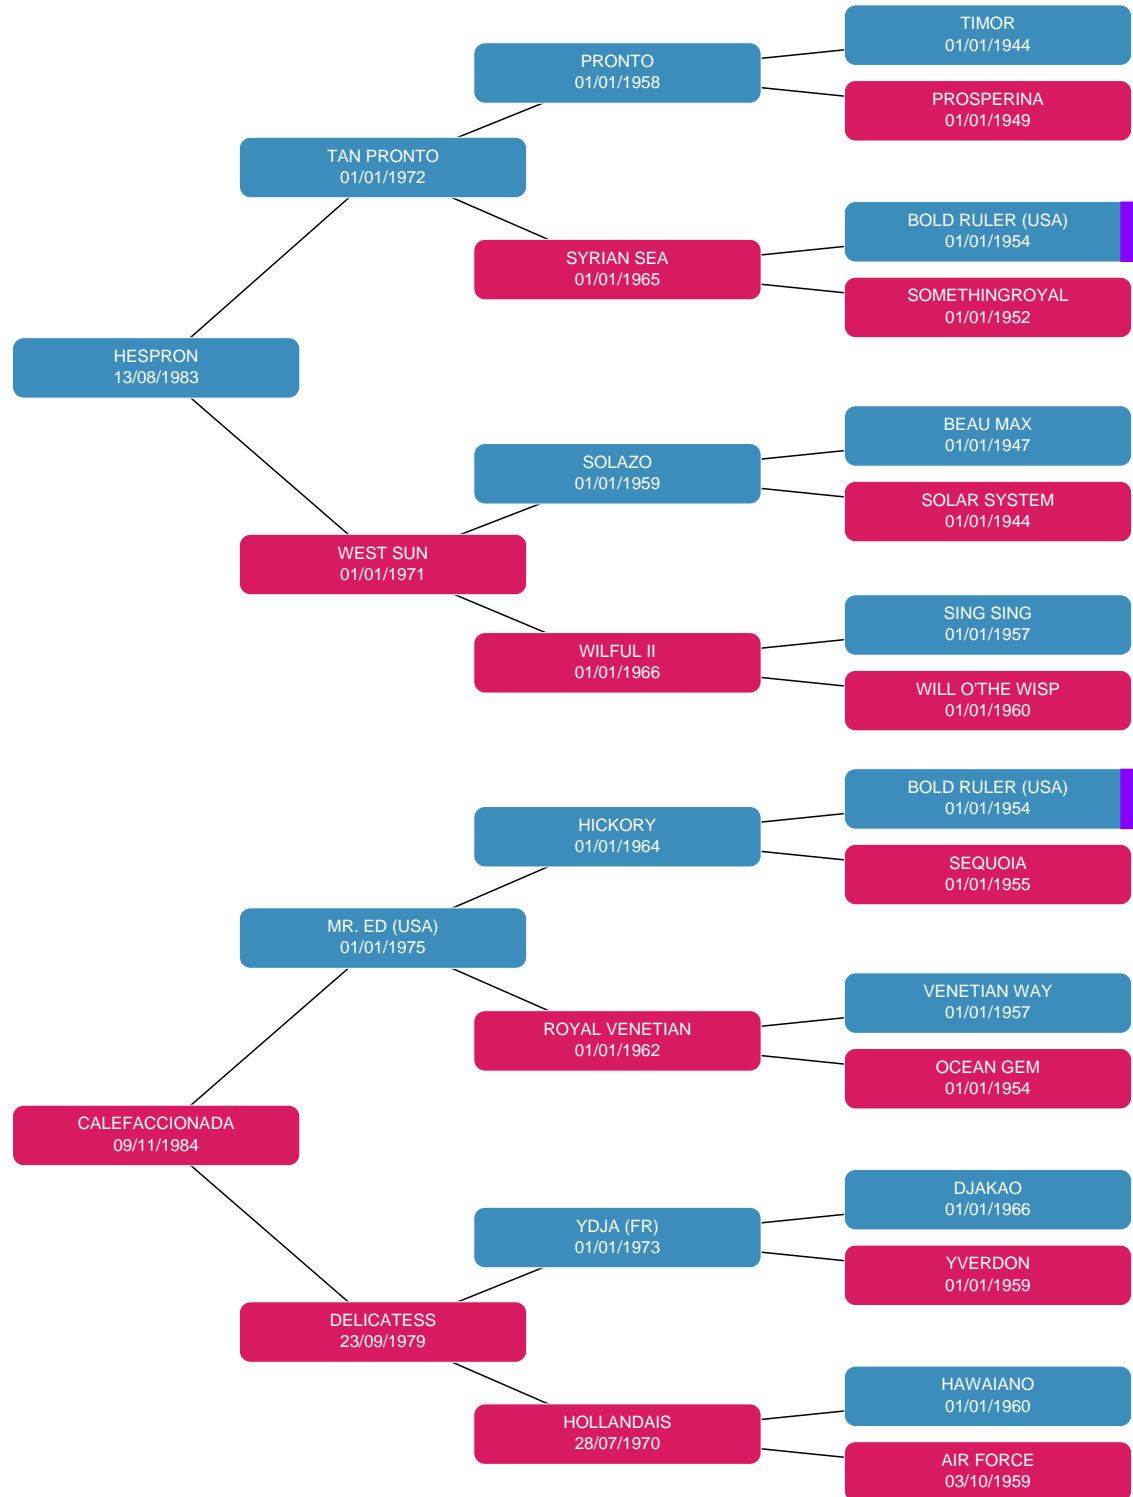 TIMOR
01/01/1944
PRONTO
01/01/1958
PROSPERINA
01/01/1949
TAN PRONTO
01/01/1972
BOLD RULER (USA)
01/01/1954
SYRIAN SEA
01/01/1965
SOMETHINGROYAL
01/01/1952
HESPRON
13/08/1983
BEAU MAX
01/01/1947
SOLAZO
01/01/1959
SOLAR SYSTEM
01/01/1944
WEST SUN
01/01/1971
SING SING
01/01/1957
WILFUL II
01/01/1966
WILL O'THE WISP
01/01/1960
BOLD RULER (USA)
01/01/1954
HICKORY
01/01/1964
SEQUOIA
01/01/1955
MR. ED (USA)
01/01/1975
VENETIAN WAY
01/01/1957
ROYAL VENETIAN
01/01/1962
OCEAN GEM
01/01/1954
CALEFACCIONADA
09/11/1984
DJAKAO
01/01/1966
YDJA (FR)
01/01/1973
YVERDON
01/01/1959
DELICATESS
23/09/1979
HAWAIANO
01/01/1960
HOLLANDAIS
28/07/1970
AIR FORCE
03/10/1959